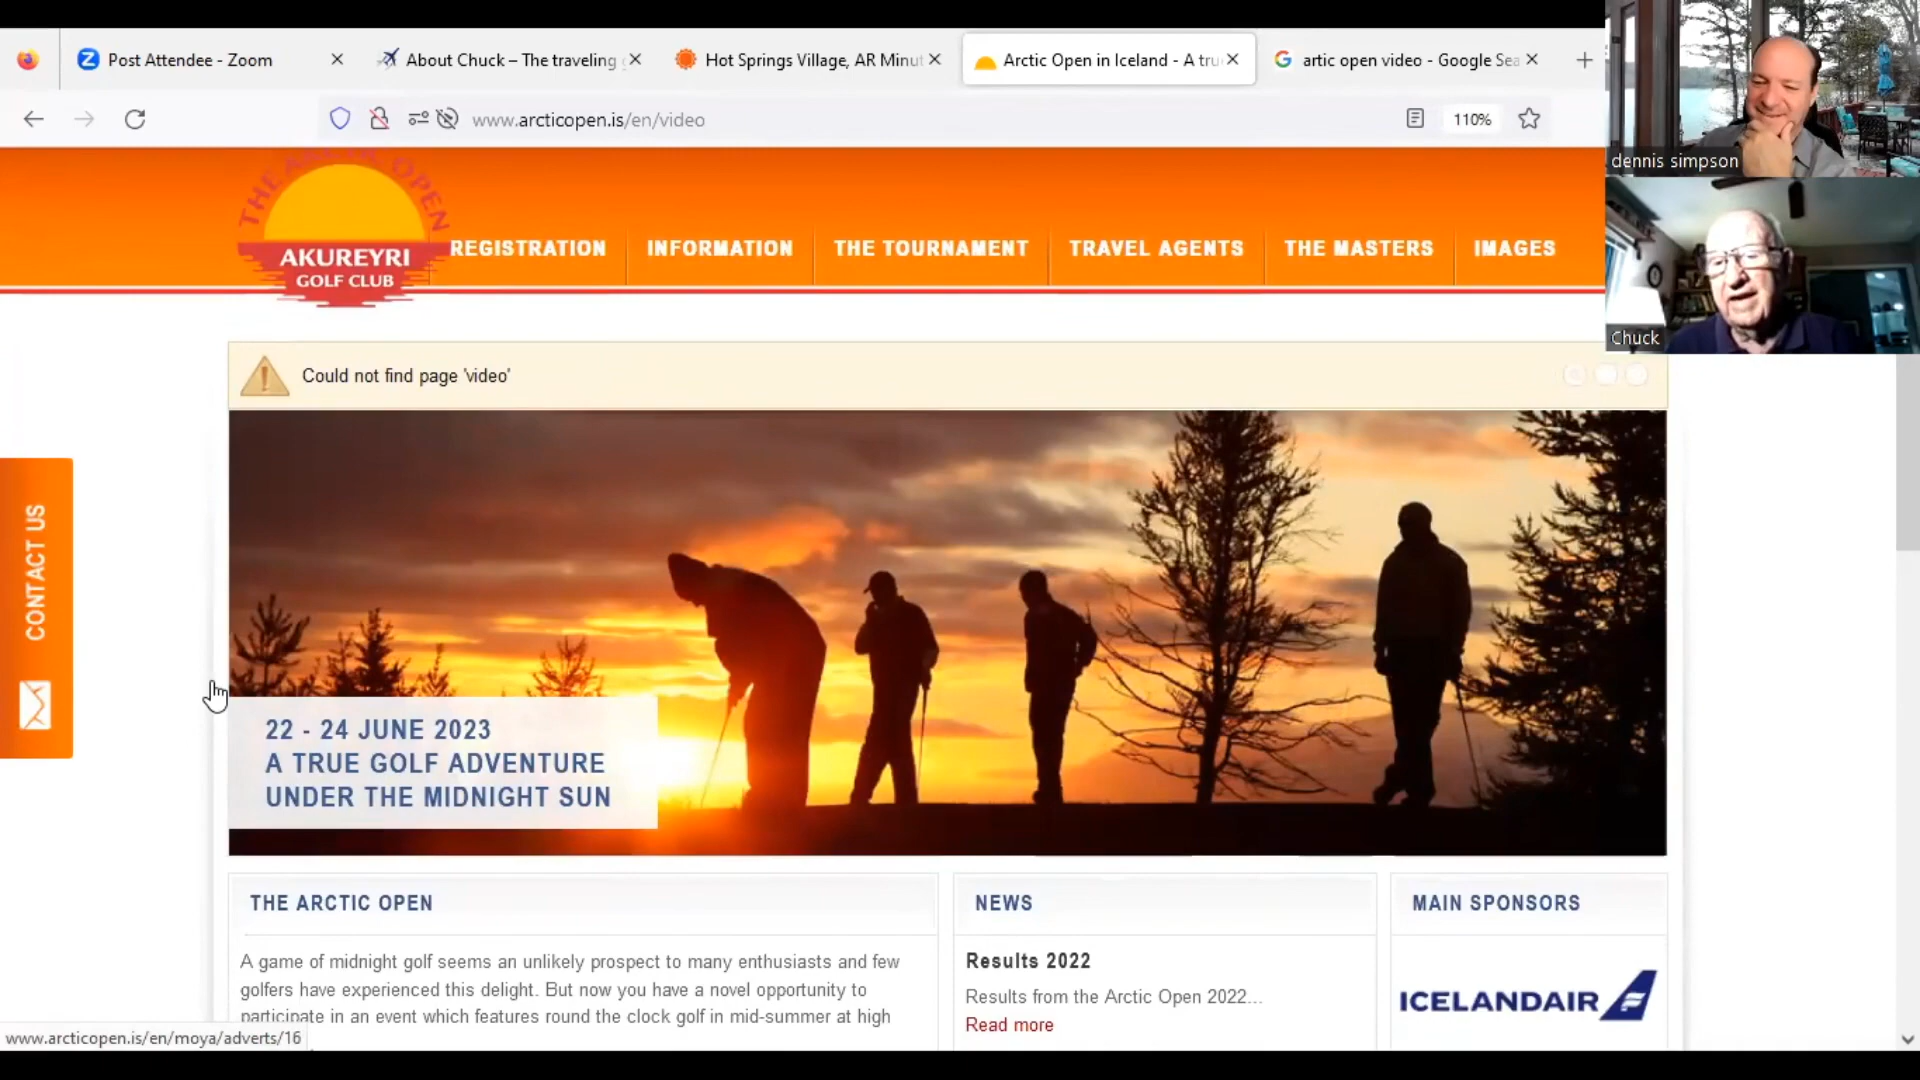 Post Attendee - Zoom
About Chuck – The traveling
Hot Springs Village, AR Minut
Arctic Open in Iceland - A tru
artic open video - Google Sea
www.arcticopen.is/en/video
110%
dennis simpson
Chuck
THE ARCTIC OPEN
AKUREYRI
GOLF CLUB
REGISTRATION
INFORMATION
THE TOURNAMENT
TRAVEL AGENTS
THE MASTERS
IMAGES
Could not find page 'video'
CONTACT US
22 - 24 JUNE 2023
A TRUE GOLF ADVENTURE
UNDER THE MIDNIGHT SUN
THE ARCTIC OPEN
A game of midnight golf seems an unlikely prospect to many enthusiasts and few
golfers have experienced this delight. But now you have a novel opportunity to
participate in an event which features round the clock golf in mid-summer at high
NEWS
Results 2022
Results from the Arctic Open 2022...
Read more
MAIN SPONSORS
ICELANDAIR
www.arcticopen.is/en/moya/adverts/16